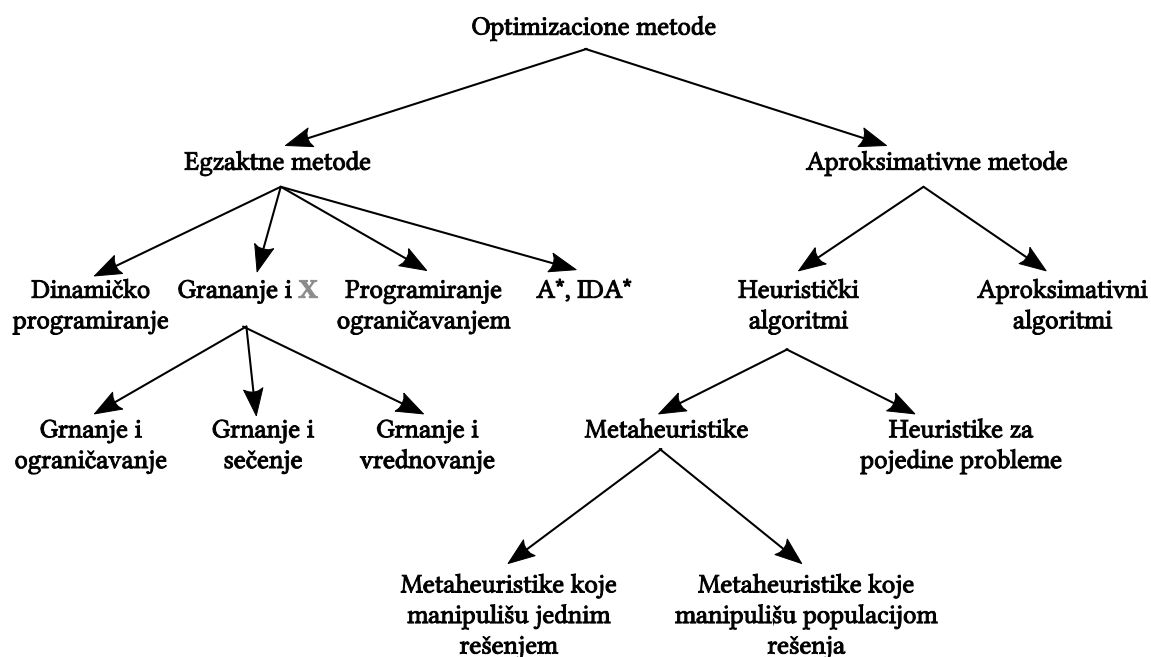 Optimizacione metode
Egzaktne metode
Aproksimativne metode
Dinamičko
programiranje
Grananje i X
Programiranje
ograničavanjem
A*, IDA*
Heuristički
algoritmi
Aproksimativni
algoritmi
Grnanje i
ograničavanje
Grnanje i
sečenje
Grnanje i
vrednovanje
Metaheuristike
Heuristike za
pojedine probleme
Metaheuristike koje
manipulišu jednim
rešenjem
Metaheuristike koje
manipulišu populacijom
rešenja